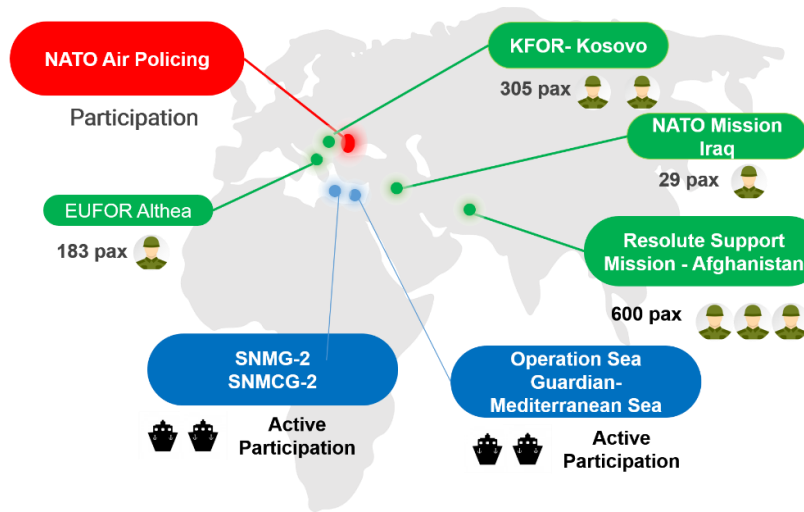 NATO Air Policing
Participation
KFOR- Kosovo
305 pax
NATO Mission
Iraq
29 pax
EUFOR Althea
183 pax
Resolute Support
Mission - Afghanistan
600 pax
SNMG-2
SNMCG-2
Active
Participation
Operation Sea
Guardian-
Mediterranean Sea
Active
Participation